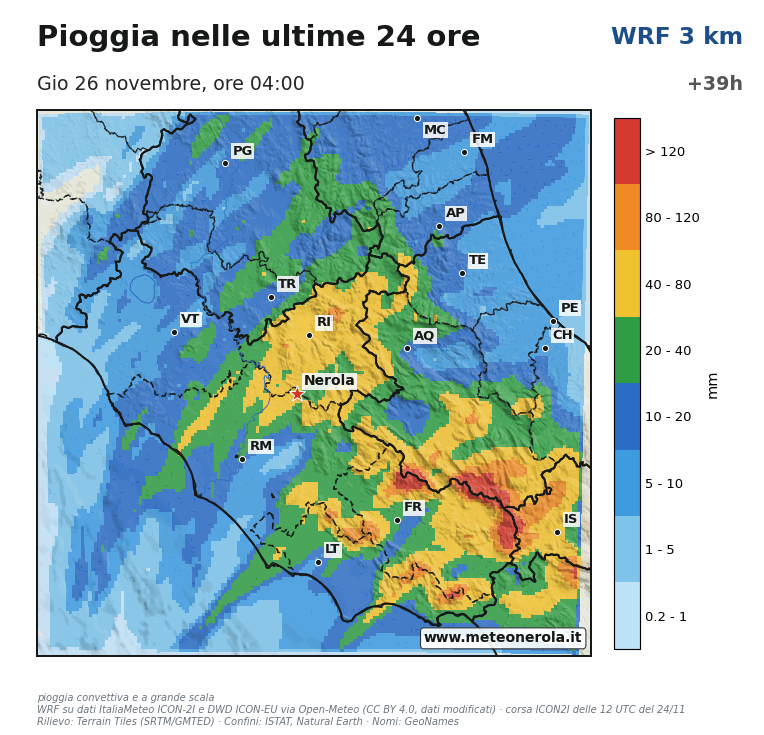 Pioggia nelle ultime 24 ore
WRF 3 km
Gio 26 novembre, ore 04:00
+39h
MC
FM
PG
AP
TE
TR
PE
VT
RI
AQ
CH
Nerola
RM
FR
IS
LT
www.meteonerola.it
> 120
80 - 120
40 - 80
20 - 40
10 - 20
5 - 10
1 - 5
0.2 - 1
mm
pioggia convettiva e a grande scala
WRF su dati ItaliaMeteo ICON-2I e DWD ICON-EU via Open-Meteo (CC BY 4.0, dati modificati) · corsa ICON2I delle 12 UTC del 24/11
Rilievo: Terrain Tiles (SRTM/GMTED) · Confini: ISTAT, Natural Earth · Nomi: GeoNames